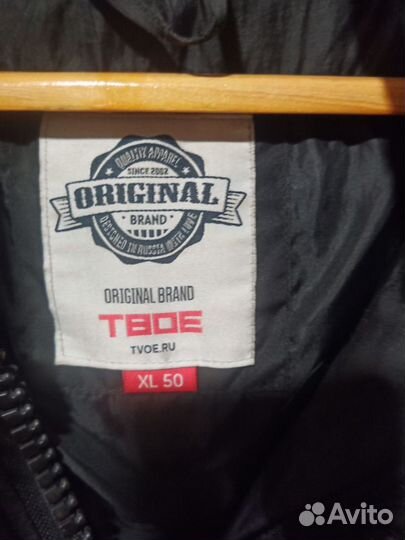 QUALITY APPAREL
SINCE 2002
ORIGINAL
BRAND
DESIGNED IN RUSSIA WITH LOVE
ORIGINAL BRAND
ТВОЕ
TVOE.RU
XL 50
Avito